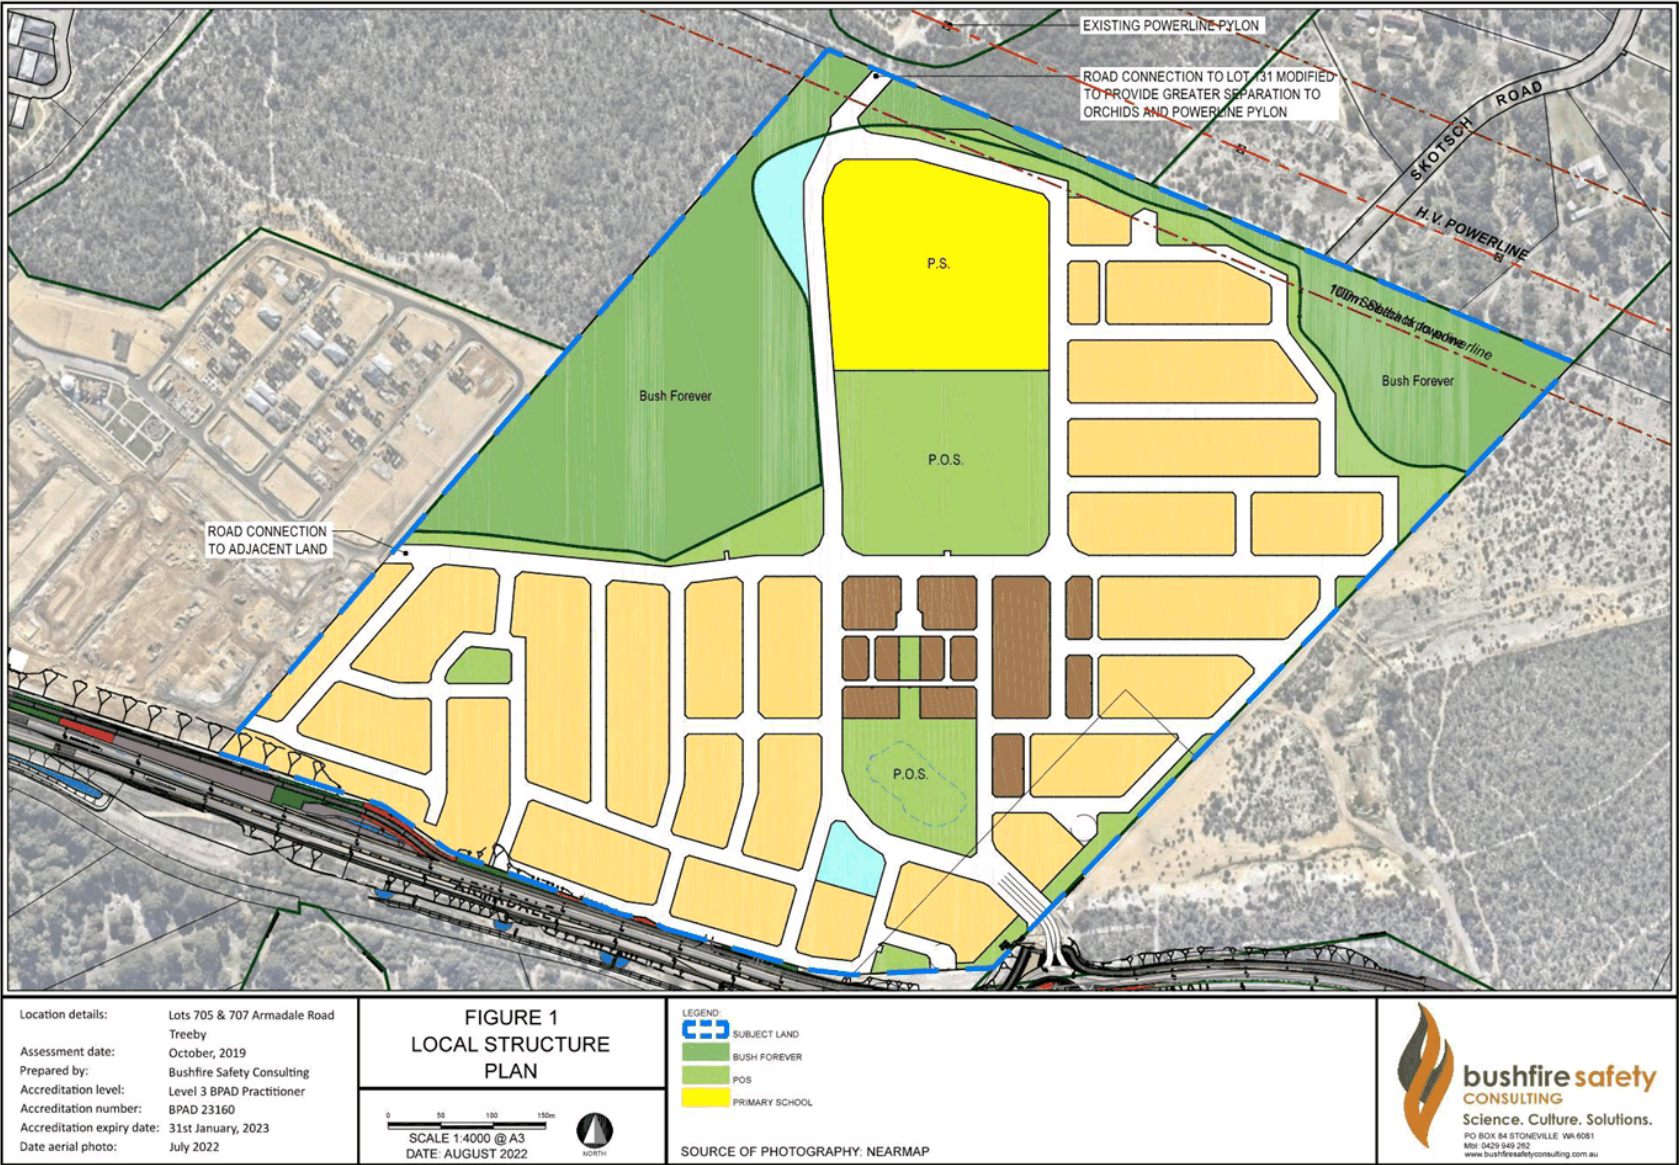 EXISTING POWERLINE PYLON
ROAD CONNECTION TO LOT 131 MODIFIED
TO PROVIDE GREATER SEPARATION TO
ORCHIDS AND POWERLINE PYLON
SKOTSCH ROAD
H.V. POWERLINE
P.S.
powerline
Bush Forever
Bush Forever
P.O.S.
ROAD CONNECTION
TO ADJACENT LAND
P.O.S.
Location details: Lots 705 & 707 Armadale Road
Treeby
Assessment date: October, 2019
Prepared by: Bushfire Safety Consulting
Accreditation level: Level 3 BPAD Practitioner
Accreditation number: BPAD 23160
Accreditation expiry date: 31st January, 2023
Date aerial photo: July 2022
FIGURE 1
LOCAL STRUCTURE
PLAN
0 50 100 150m
SCALE 1:4000 @ A3
DATE: AUGUST 2022
NORTH
LEGEND:
SUBJECT LAND
BUSH FOREVER
POS
PRIMARY SCHOOL
SOURCE OF PHOTOGRAPHY: NEARMAP
bushfire safety
CONSULTING
Science. Culture. Solutions.
PO BOX 84 STONEVILLE WA 6081
Mbl: 0429 949 262
www.bushfiresafetyconsulting.com.au